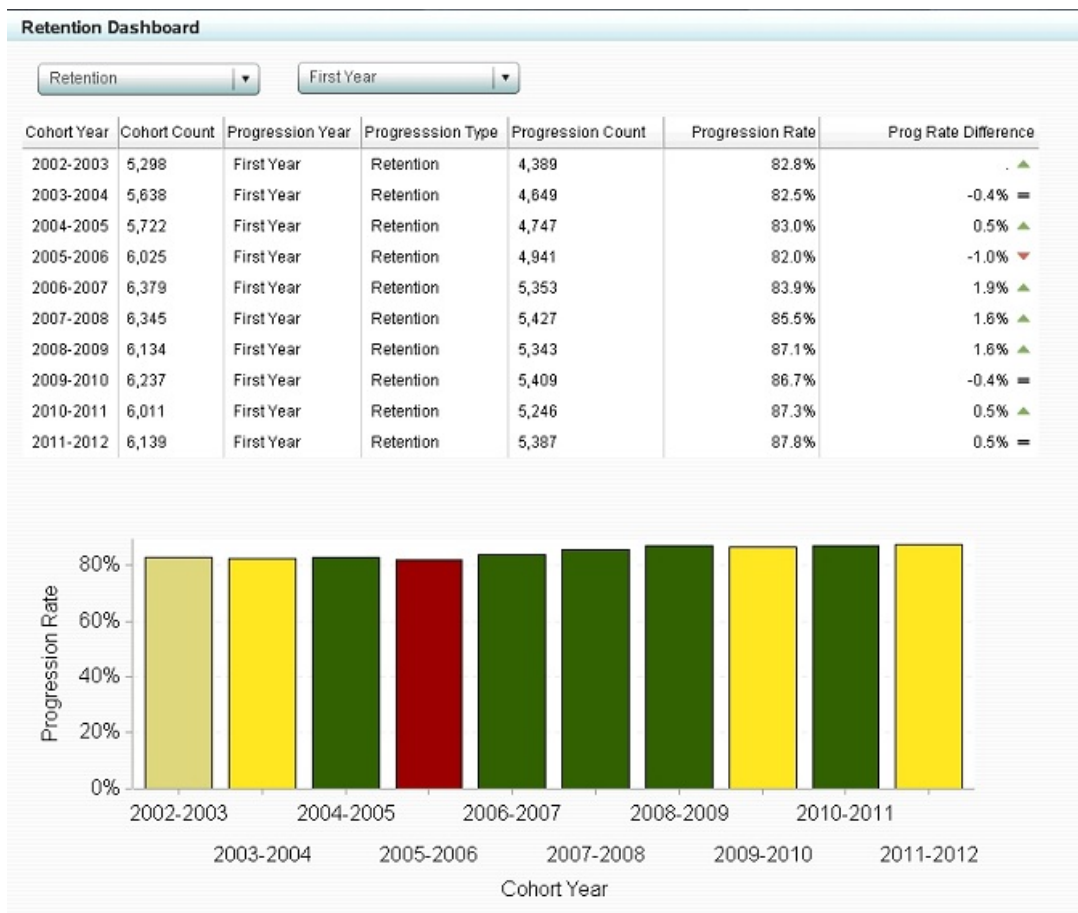 Retention Dashboard
Retention First Year
Cohort Year Cohort Count Progression Year Progresssion Type Progression Count Progression Rate Prog Rate Difference
2002-2003 5,298 First Year Retention 4,389 82.8% .
2003-2004 5,638 First Year Retention 4,649 82.5% -0.4% =
2004-2005 5,722 First Year Retention 4,747 83.0% 0.5%
2005-2006 6,025 First Year Retention 4,941 82.0% -1.0%
2006-2007 6,379 First Year Retention 5,353 83.9% 1.9%
2007-2008 6,345 First Year Retention 5,427 85.5% 1.6%
2008-2009 6,134 First Year Retention 5,343 87.1% 1.6%
2009-2010 6,237 First Year Retention 5,409 86.7% -0.4% =
2010-2011 6,011 First Year Retention 5,246 87.3% 0.5%
2011-2012 6,139 First Year Retention 5,387 87.8% 0.5% =
Progression Rate
80%
60%
40%
20%
0%
2002-2003 2004-2005 2006-2007 2008-2009 2010-2011
2003-2004 2005-2006 2007-2008 2009-2010 2011-2012
Cohort Year